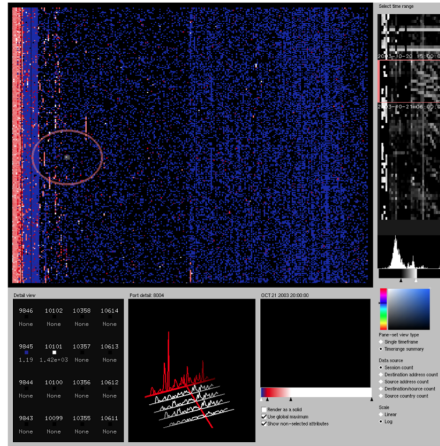 Select time range
Detail view
9846 10102 10358 10614
None None None None
9845 10101 10357 10613
1.19 1.42e+03 None None
9844 10100 10356 10612
None None None None
9843 10099 10355 10611
None None None None
Port detail: 8004
OCT 21 2003 20:00:00
Render as a solid
Use global maximum
Show non-selected attributes
view type
Single timeframe
Timerange summary
Data source
Session count
Destination address count
Source address count
Destination/source count
Source country count
Scale
Linear
Log